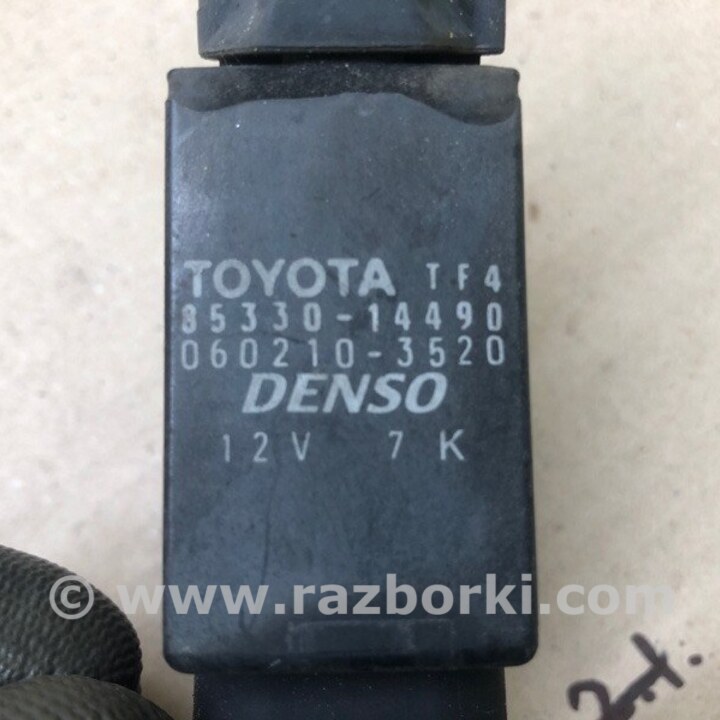 TOYOTA TF4
85330-14490
060210-3520
DENSO
12V 7K
© www.razborki.com